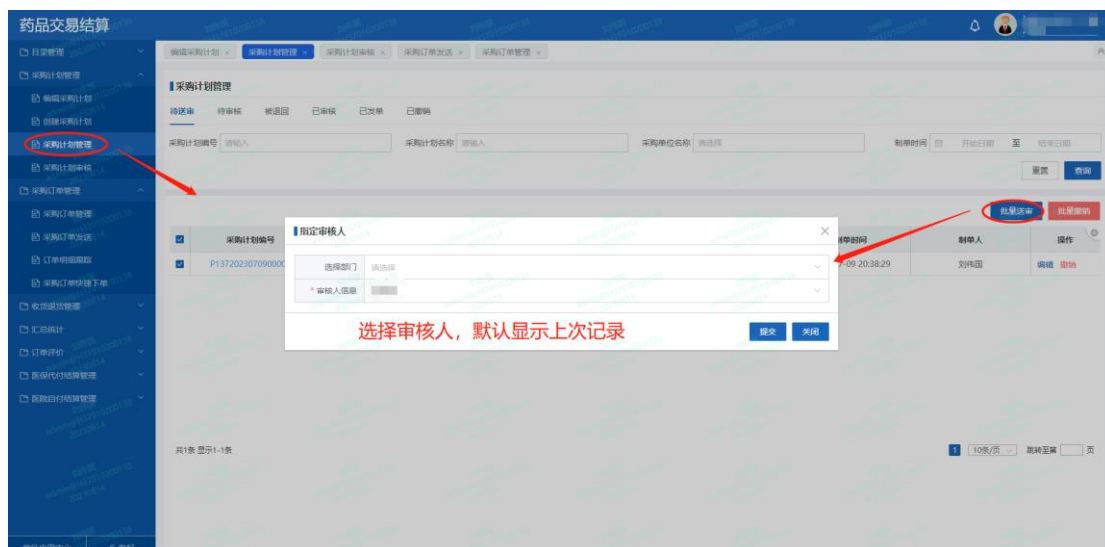 药品交易结算
目录管理
编辑采购计划 × 采购计划管理 × 采购计划审核 × 采购订单发送 × 采购订单管理 ×
采购计划管理
编辑采购计划
创建采购计划
采购计划管理
采购计划审核
采购订单管理
采购订单管理
采购订单发送
订单明细跟踪
采购订单快捷下单
收货退货管理
汇总统计
订单评价
医保代付结算管理
医院自付结算管理
采购计划管理
待送审 待审核 被退回 已审核 已发单 已撤销
采购计划编号 请输入 采购计划名称 请输入 采购单位名称 请选择 制单时间 开始日期 至 结束日期
重置 查询
批量送审 批量撤销
采购计划编号 制单时间 制单人 操作
P137202307090000 7-09 20:38:29 刘伟国 编辑 撤销
指定审核人 ×
选择部门 请选择
* 审核人信息
选择审核人，默认显示上次记录
提交 关闭
共1条 显示1-1条 1 10条/页 跳转至第 页